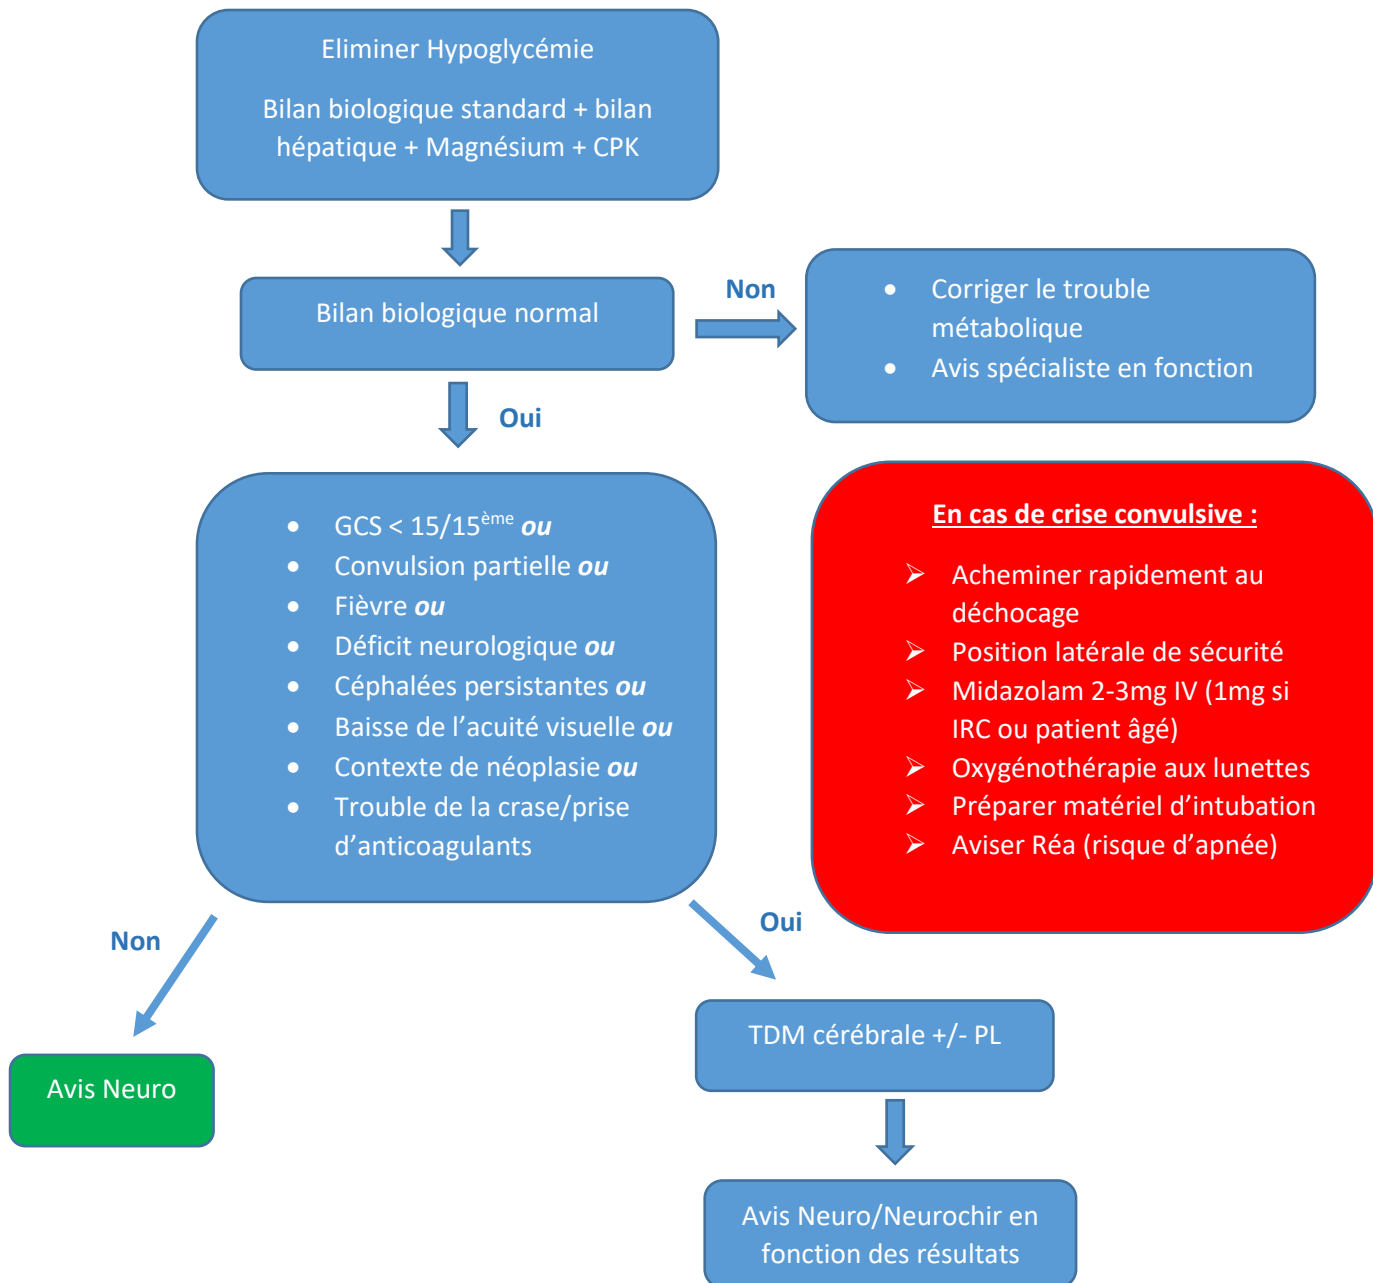 Eliminer Hypoglycémie
Bilan biologique standard + bilan
hépatique + Magnésium + CPK
Bilan biologique normal
Non
• Corriger le trouble
métabolique
• Avis spécialiste en fonction
Oui
• GCS < 15/15ème ou
• Convulsion partielle ou
• Fièvre ou
• Déficit neurologique ou
• Céphalées persistantes ou
• Baisse de l’acuité visuelle ou
• Contexte de néoplasie ou
• Trouble de la crase/prise
d’anticoagulants
En cas de crise convulsive :
➢ Acheminer rapidement au
déchocage
➢ Position latérale de sécurité
➢ Midazolam 2-3mg IV (1mg si
IRC ou patient âgé)
➢ Oxygénothérapie aux lunettes
➢ Préparer matériel d’intubation
➢ Aviser Réa (risque d’apnée)
Non
Oui
Avis Neuro
TDM cérébrale +/- PL
Avis Neuro/Neurochir en
fonction des résultats